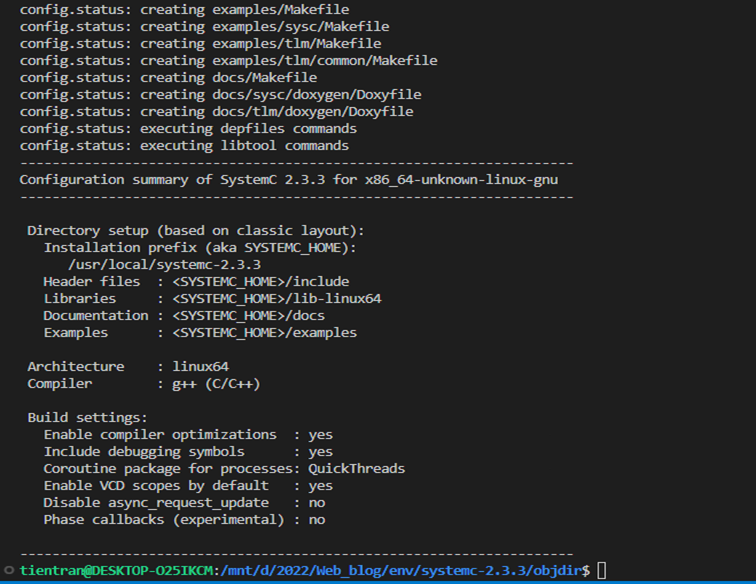 config.status: creating examples/Makefile
config.status: creating examples/sysc/Makefile
config.status: creating examples/tlm/Makefile
config.status: creating examples/tlm/common/Makefile
config.status: creating docs/Makefile
config.status: creating docs/sysc/doxygen/Doxyfile
config.status: creating docs/tlm/doxygen/Doxyfile
config.status: executing depfiles commands
config.status: executing libtool commands
---------------------------------------------------------------------
Configuration summary of SystemC 2.3.3 for x86_64-unknown-linux-gnu
---------------------------------------------------------------------
Directory setup (based on classic layout):
Installation prefix (aka SYSTEMC_HOME):
/usr/local/systemc-2.3.3
Header files  : <SYSTEMC_HOME>/include
Libraries     : <SYSTEMC_HOME>/lib-linux64
Documentation : <SYSTEMC_HOME>/docs
Examples      : <SYSTEMC_HOME>/examples
Architecture    : linux64
Compiler        : g++ (C/C++)
Build settings:
Enable compiler optimizations  : yes
Include debugging symbols      : yes
Coroutine package for processes: QuickThreads
Enable VCD scopes by default   : yes
Disable async_request_update   : no
Phase callbacks (experimental) : no
---------------------------------------------------------------------
tientran@DESKTOP-O25IKCM:/mnt/d/2022/Web_blog/env/systemc-2.3.3/objdir$